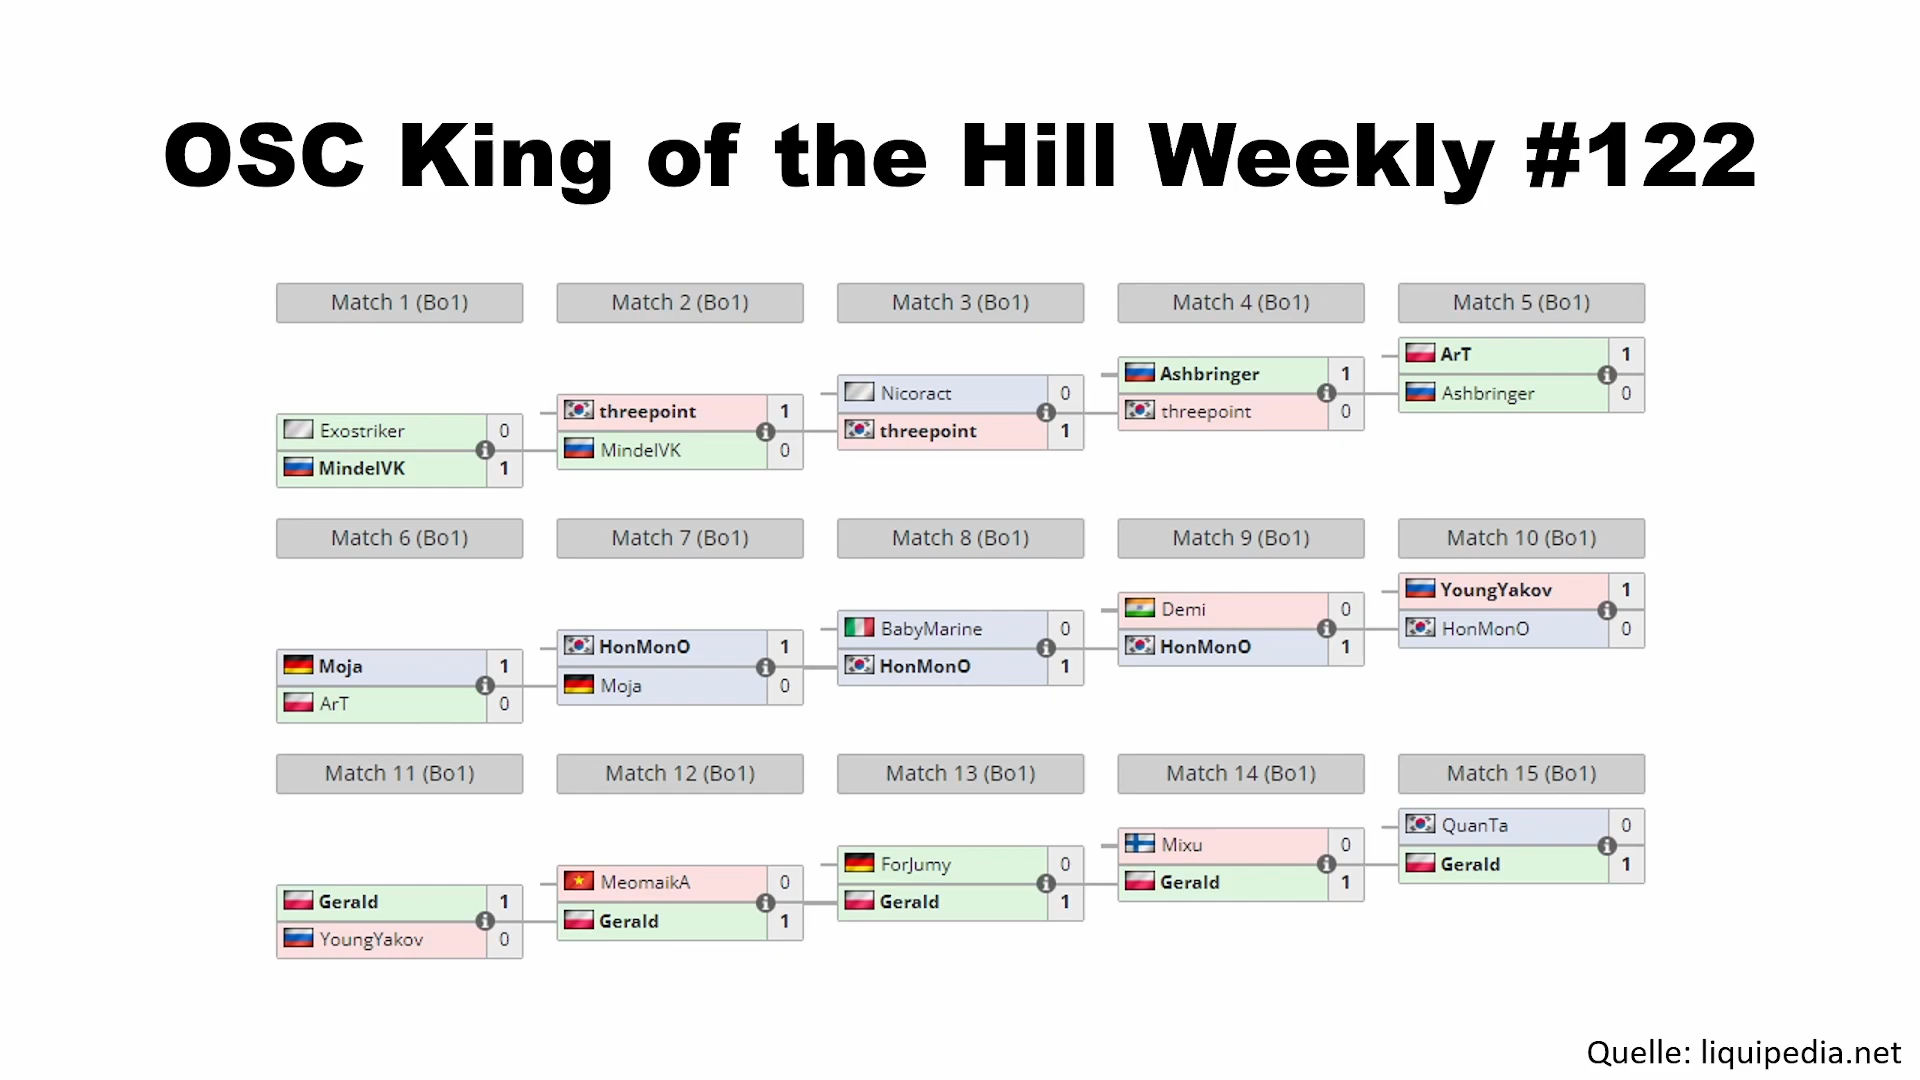 OSC King of the Hill Weekly #122
Match 1 (Bo1) Match 2 (Bo1) Match 3 (Bo1) Match 4 (Bo1) Match 5 (Bo1)
Exostriker 0
MindelVK 1
threepoint 1
MindelVK 0
Nicoract 0
threepoint 1
Ashbringer 1
threepoint 0
ArT 1
Ashbringer 0
Match 6 (Bo1) Match 7 (Bo1) Match 8 (Bo1) Match 9 (Bo1) Match 10 (Bo1)
Moja 1
ArT 0
HonMonO 1
Moja 0
BabyMarine 0
HonMonO 1
Demi 0
HonMonO 1
YoungYakov 1
HonMonO 0
Match 11 (Bo1) Match 12 (Bo1) Match 13 (Bo1) Match 14 (Bo1) Match 15 (Bo1)
Gerald 1
YoungYakov 0
MeomaikA 0
Gerald 1
ForJumy 0
Gerald 1
Mixu 0
Gerald 1
QuanTa 0
Gerald 1
Quelle: liquipedia.net